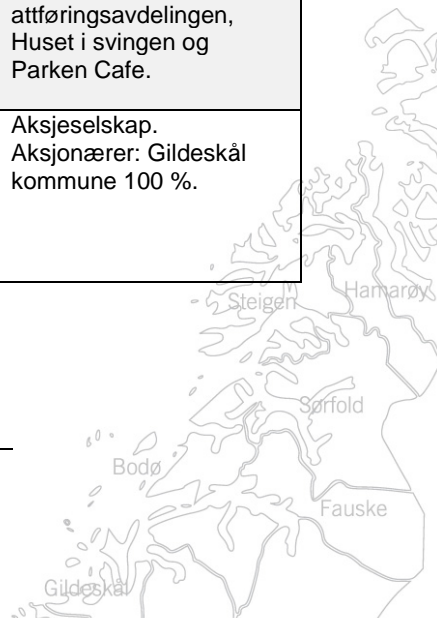 attføringsavdelingen,
Huset i svingen og
Parken Cafe.
Aksjeselskap.
Aksjonærer: Gildeskål
kommune 100 %.
Steigen
Hamarøy
Sørfold
Bodø
Fauske
Gildeskål